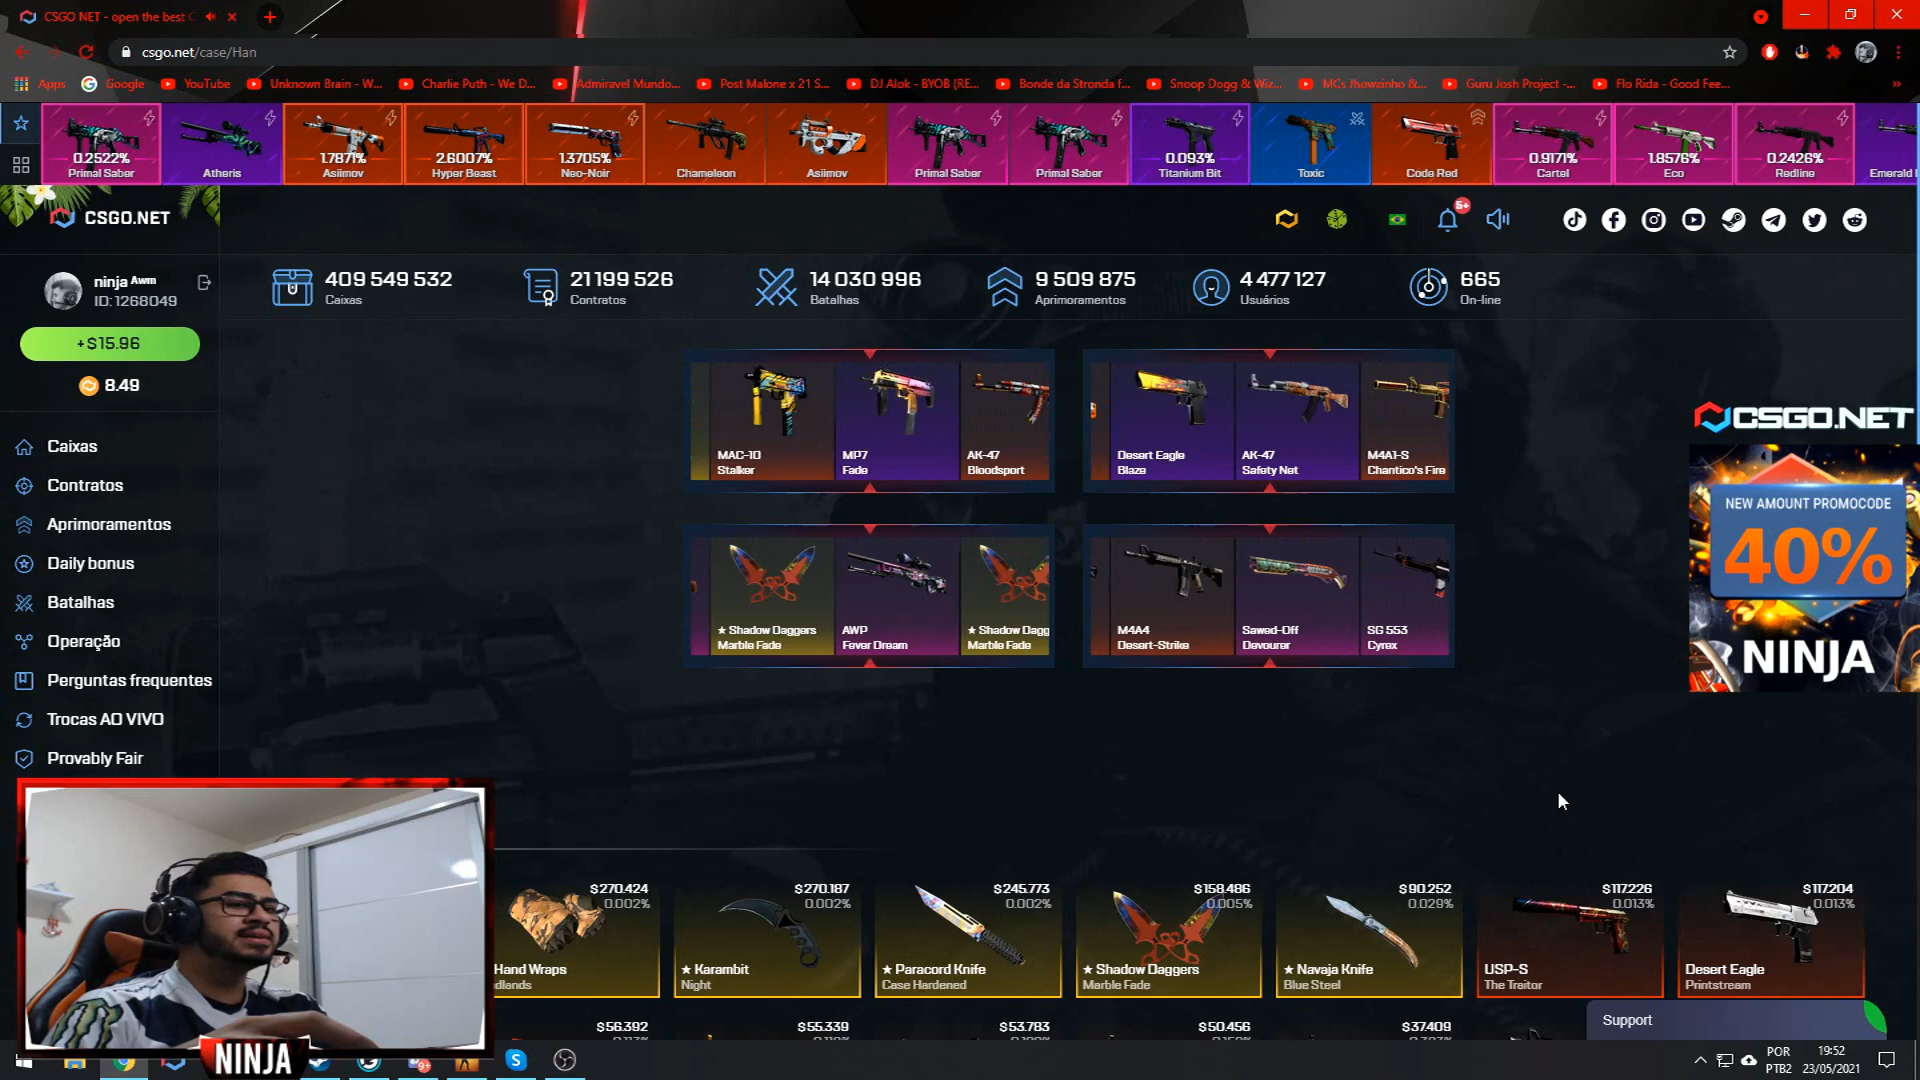 CSGO NET - open the best C
csgo.net/case/Han
Apps
Google
YouTube
Unknown Brain - W...
Charlie Puth - We D...
Admiravel Mundo...
Post Malone x 21 S...
DJ Alok - BYOB (RE...
Bonde da Stronda f...
Snoop Dogg & Wiz...
MCs Jhowzinho &...
Guru Josh Project -...
Flo Rida - Good Fee...
»
0.2522%
Primal Saber
Atheris
1.7871%
Asiimov
2.6007%
Hyper Beast
1.3705%
Neo-Noir
Chameleon
Asiimov
Primal Saber
Primal Saber
0.093%
Titanium Bit
Toxic
Code Red
0.9171%
Cartel
1.8576%
Eco
0.2426%
Redline
Emerald
CSGO.NET
5+
ninja Awm
ID: 1268049
+$15.96
8.49
409 549 532
Caixas
21 199 526
Contratos
14 030 996
Batalhas
9 509 875
Aprimoramentos
4 477 127
Usuários
665
On-line
Caixas
Contratos
Aprimoramentos
Daily bonus
Batalhas
Operação
Perguntas frequentes
Trocas AO VIVO
Provably Fair
MAC-10
Stalker
MP7
Fade
AK-47
Bloodsport
Desert Eagle
Blaze
AK-47
Safety Net
M4A1-S
Chantico's Fire
★ Shadow Daggers
Marble Fade
AWP
Fever Dream
★ Shadow Dagg
Marble Fade
M4A4
Desert-Strike
Sawed-Off
Devourer
SG 553
Cyrex
CSGO.NET
NEW AMOUNT PROMOCODE
40%
NINJA
$270.424
0.002%
Hand Wraps
dlands
$270.187
0.002%
★ Karambit
Night
$245.773
0.002%
★ Paracord Knife
Case Hardened
$158.486
0.005%
★ Shadow Daggers
Marble Fade
$90.252
0.029%
★ Navaja Knife
Blue Steel
$117.226
0.013%
USP-S
The Traitor
$117.204
0.013%
Desert Eagle
Printstream
$56.392
$55.339
$53.783
$50.456
$37.409
Support
NINJA
9+
POR
PTB2
19:52
23/05/2021